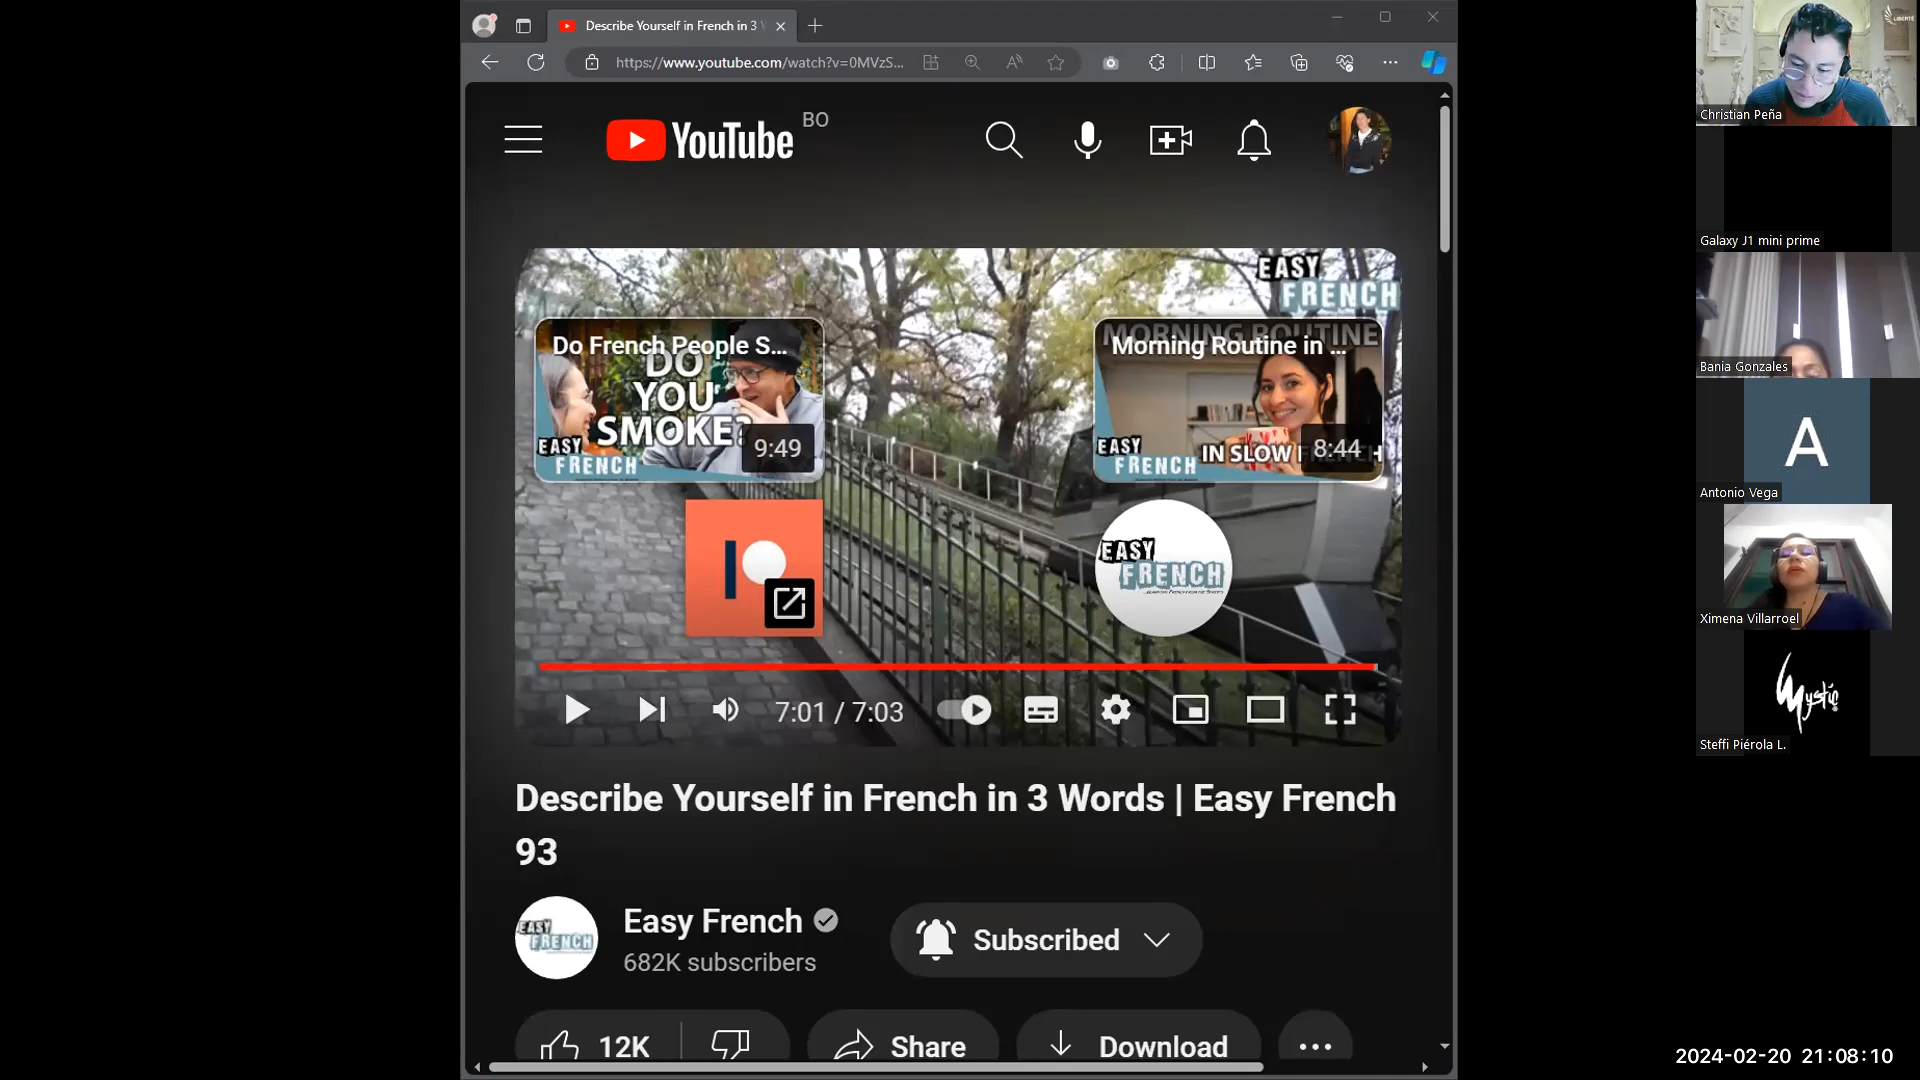 Describe Yourself in French in 3
https://www.youtube.com/watch?v=0MVzS...
YouTube BO
EASY
FRENCH
Do French People S...
DO
YOU
SMOKE?
9:49
EASY
FRENCH
MORNING ROUTINE
Morning Routine in ...
IN SLOW
8:44
EASY
FRENCH
EASY
FRENCH
7:01 / 7:03
Describe Yourself in French in 3 Words | Easy French
93
EASY
FRENCH
Easy French
682K subscribers
Subscribed
12K
Share
Download
LIBERTÉ
Christian Peña
Galaxy J1 mini prime
Bania Gonzales
A
Antonio Vega
Ximena Villarroel
Mystic
Steffi Piérola L.
2024-02-20 21:08:10